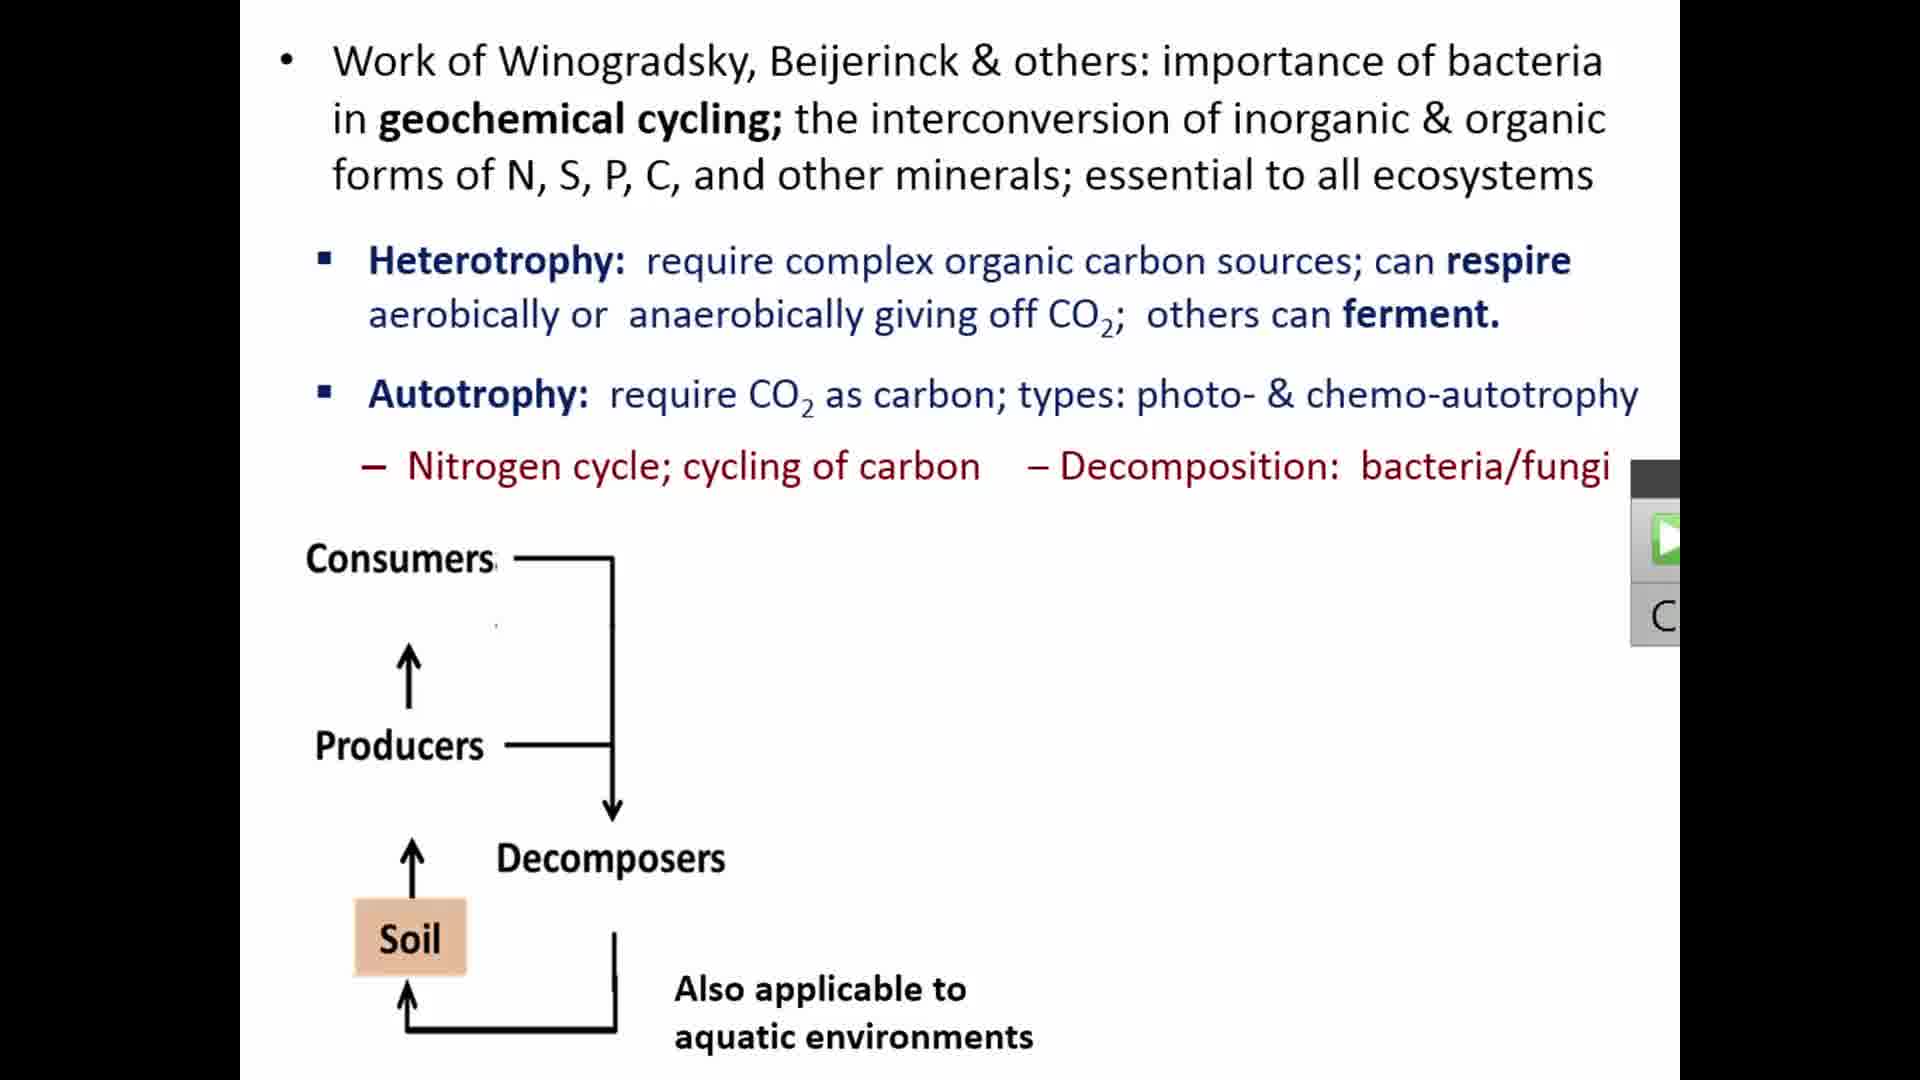 • Work of Winogradsky, Beijerinck & others: importance of bacteria
in geochemical cycling; the interconversion of inorganic & organic
forms of N, S, P, C, and other minerals; essential to all ecosystems
▪ Heterotrophy: require complex organic carbon sources; can respire
aerobically or anaerobically giving off CO₂; others can ferment.
▪ Autotrophy: require CO₂ as carbon; types: photo- & chemo-autotrophy
– Nitrogen cycle; cycling of carbon – Decomposition: bacteria/fungi
Consumers
C
Producers
Decomposers
Soil
Also applicable to
aquatic environments